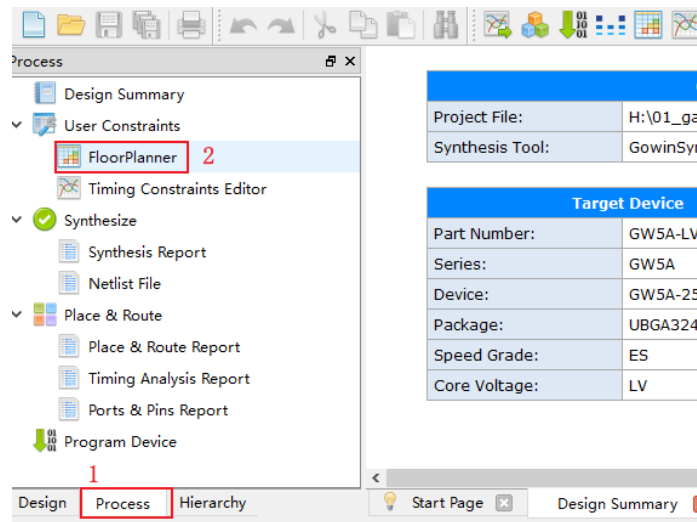 Process
Design Summary
User Constraints
FloorPlanner 2
Timing Constraints Editor
Synthesize
Synthesis Report
Netlist File
Place & Route
Place & Route Report
Timing Analysis Report
Ports & Pins Report
Program Device
1
Design Process Hierarchy
Project File: H:\01_ga
Synthesis Tool: GowinSyn
Target Device
Part Number: GW5A-LV
Series: GW5A
Device: GW5A-25
Package: UBGA324
Speed Grade: ES
Core Voltage: LV
Start Page Design Summary